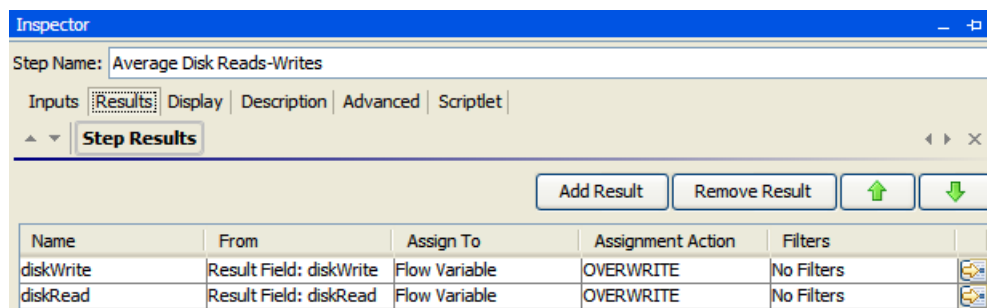 Inspector
Step Name: Average Disk Reads-Writes
Inputs Results Display Description Advanced Scriptlet
Step Results
Add Result Remove Result
Name From Assign To Assignment Action Filters
diskWrite Result Field: diskWrite Flow Variable OVERWRITE No Filters
diskRead Result Field: diskRead Flow Variable OVERWRITE No Filters